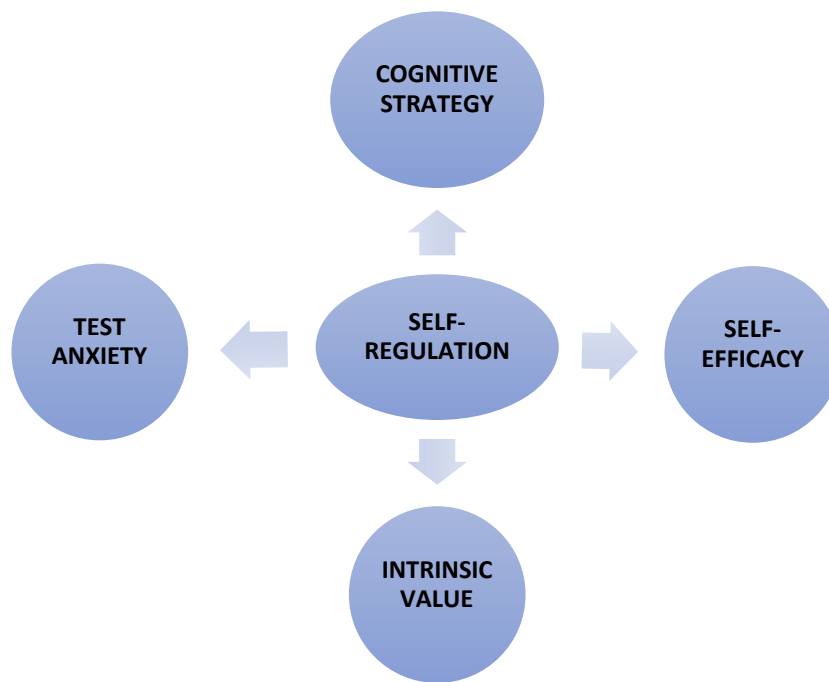 COGNITIVE
STRATEGY
TEST
ANXIETY
SELF-
REGULATION
SELF-
EFFICACY
INTRINSIC
VALUE